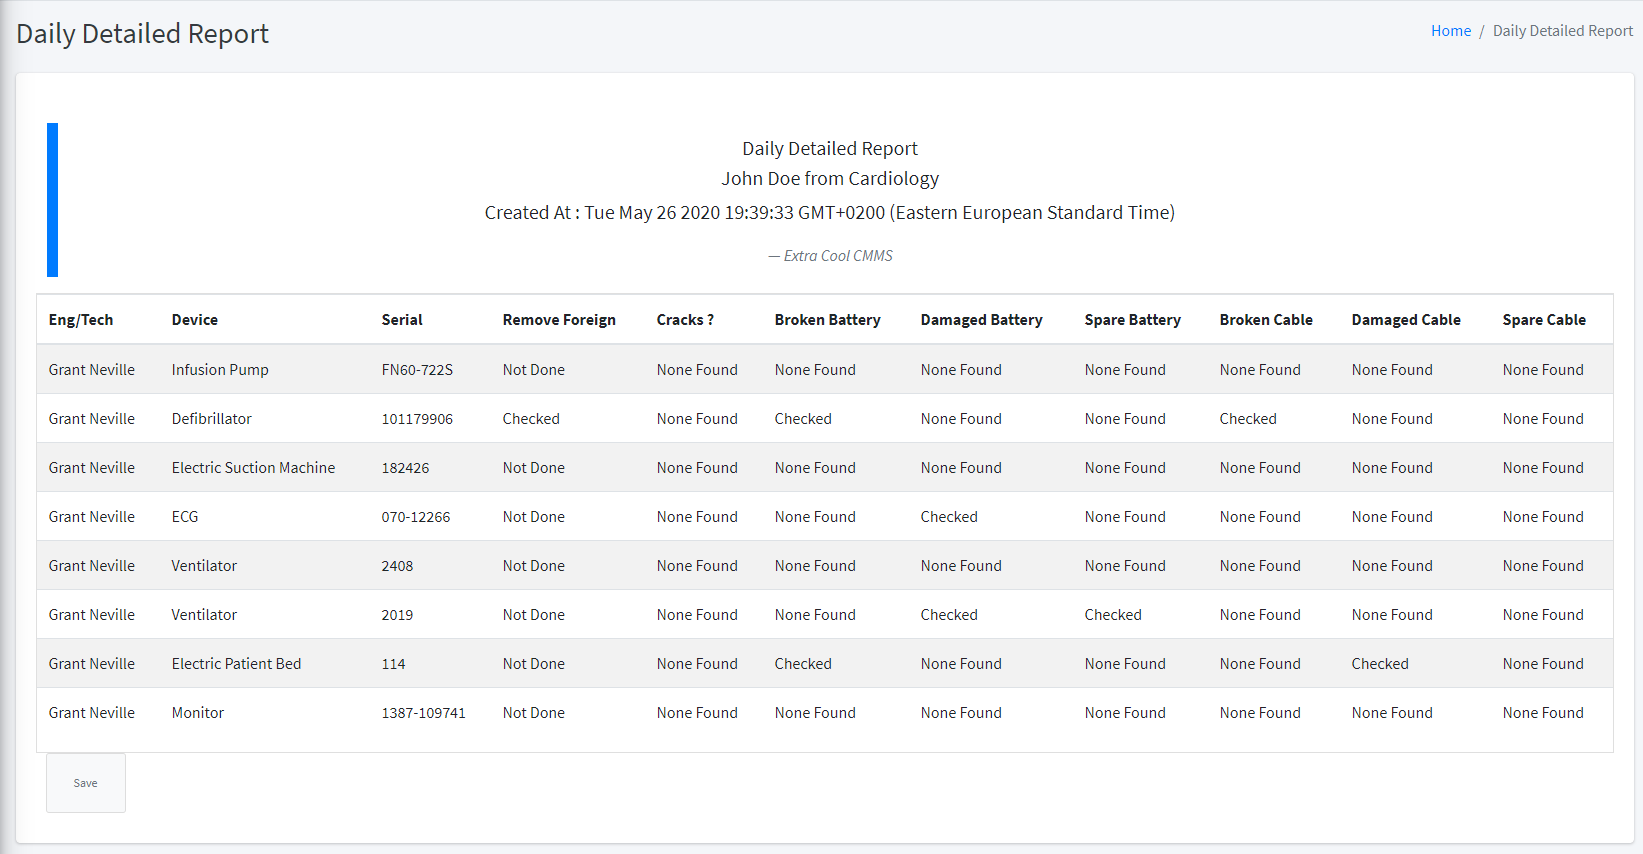 Daily Detailed Report
Home / Daily Detailed Report
Daily Detailed Report
John Doe from Cardiology
Created At : Tue May 26 2020 19:39:33 GMT+0200 (Eastern European Standard Time)
— Extra Cool CMMS
Eng/Tech Device Serial Remove Foreign Cracks ? Broken Battery Damaged Battery Spare Battery Broken Cable Damaged Cable Spare Cable
Grant Neville Infusion Pump FN60-722S Not Done None Found None Found None Found None Found None Found None Found None Found
Grant Neville Defibrillator 101179906 Checked None Found Checked None Found None Found Checked None Found None Found
Grant Neville Electric Suction Machine 182426 Not Done None Found None Found None Found None Found None Found None Found None Found
Grant Neville ECG 070-12266 Not Done None Found None Found Checked None Found None Found None Found None Found
Grant Neville Ventilator 2408 Not Done None Found None Found None Found None Found None Found None Found None Found
Grant Neville Ventilator 2019 Not Done None Found None Found Checked Checked None Found None Found None Found
Grant Neville Electric Patient Bed 114 Not Done None Found Checked None Found None Found None Found Checked None Found
Grant Neville Monitor 1387-109741 Not Done None Found None Found None Found None Found None Found None Found None Found
Save